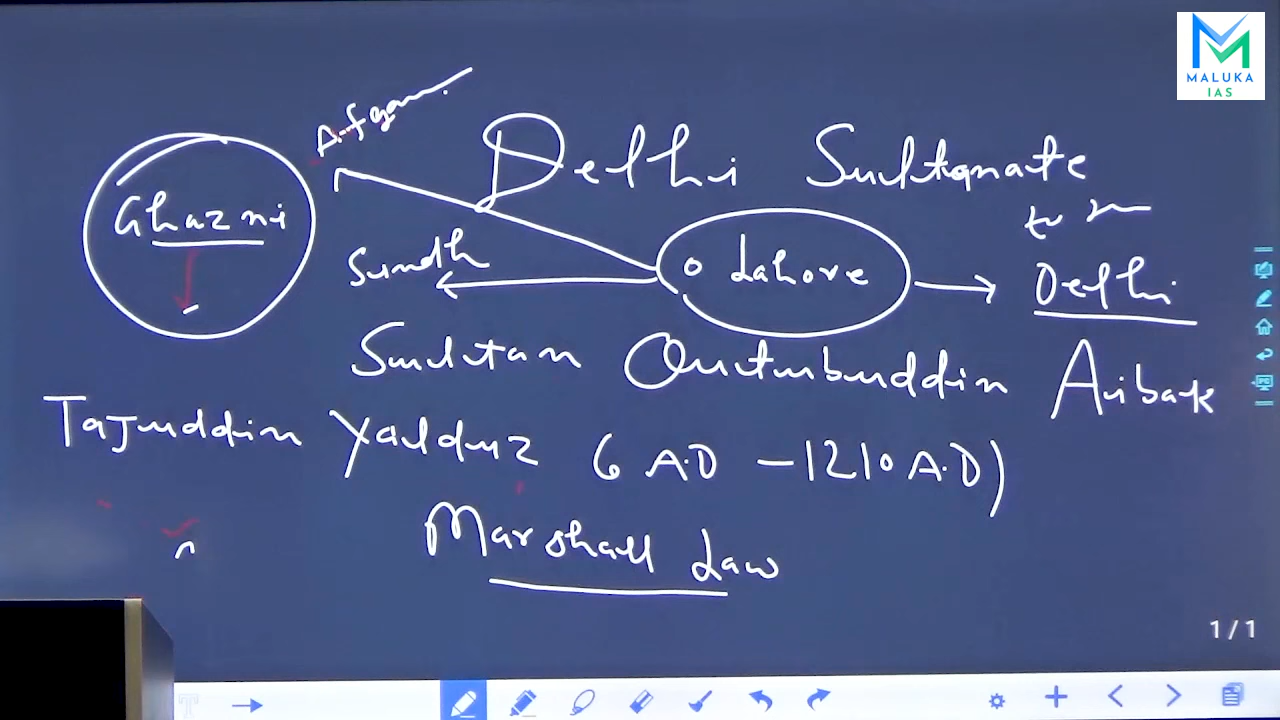 MALUKA
IAS
Afgan.
Delhi Sultanate
Ghazni
Sindh
Lahore
Delhi
Sultan Qutubuddin Aibak
Tajuddin Yalduz 6 A.D - 1210 A.D)
Marshall Law
1/1